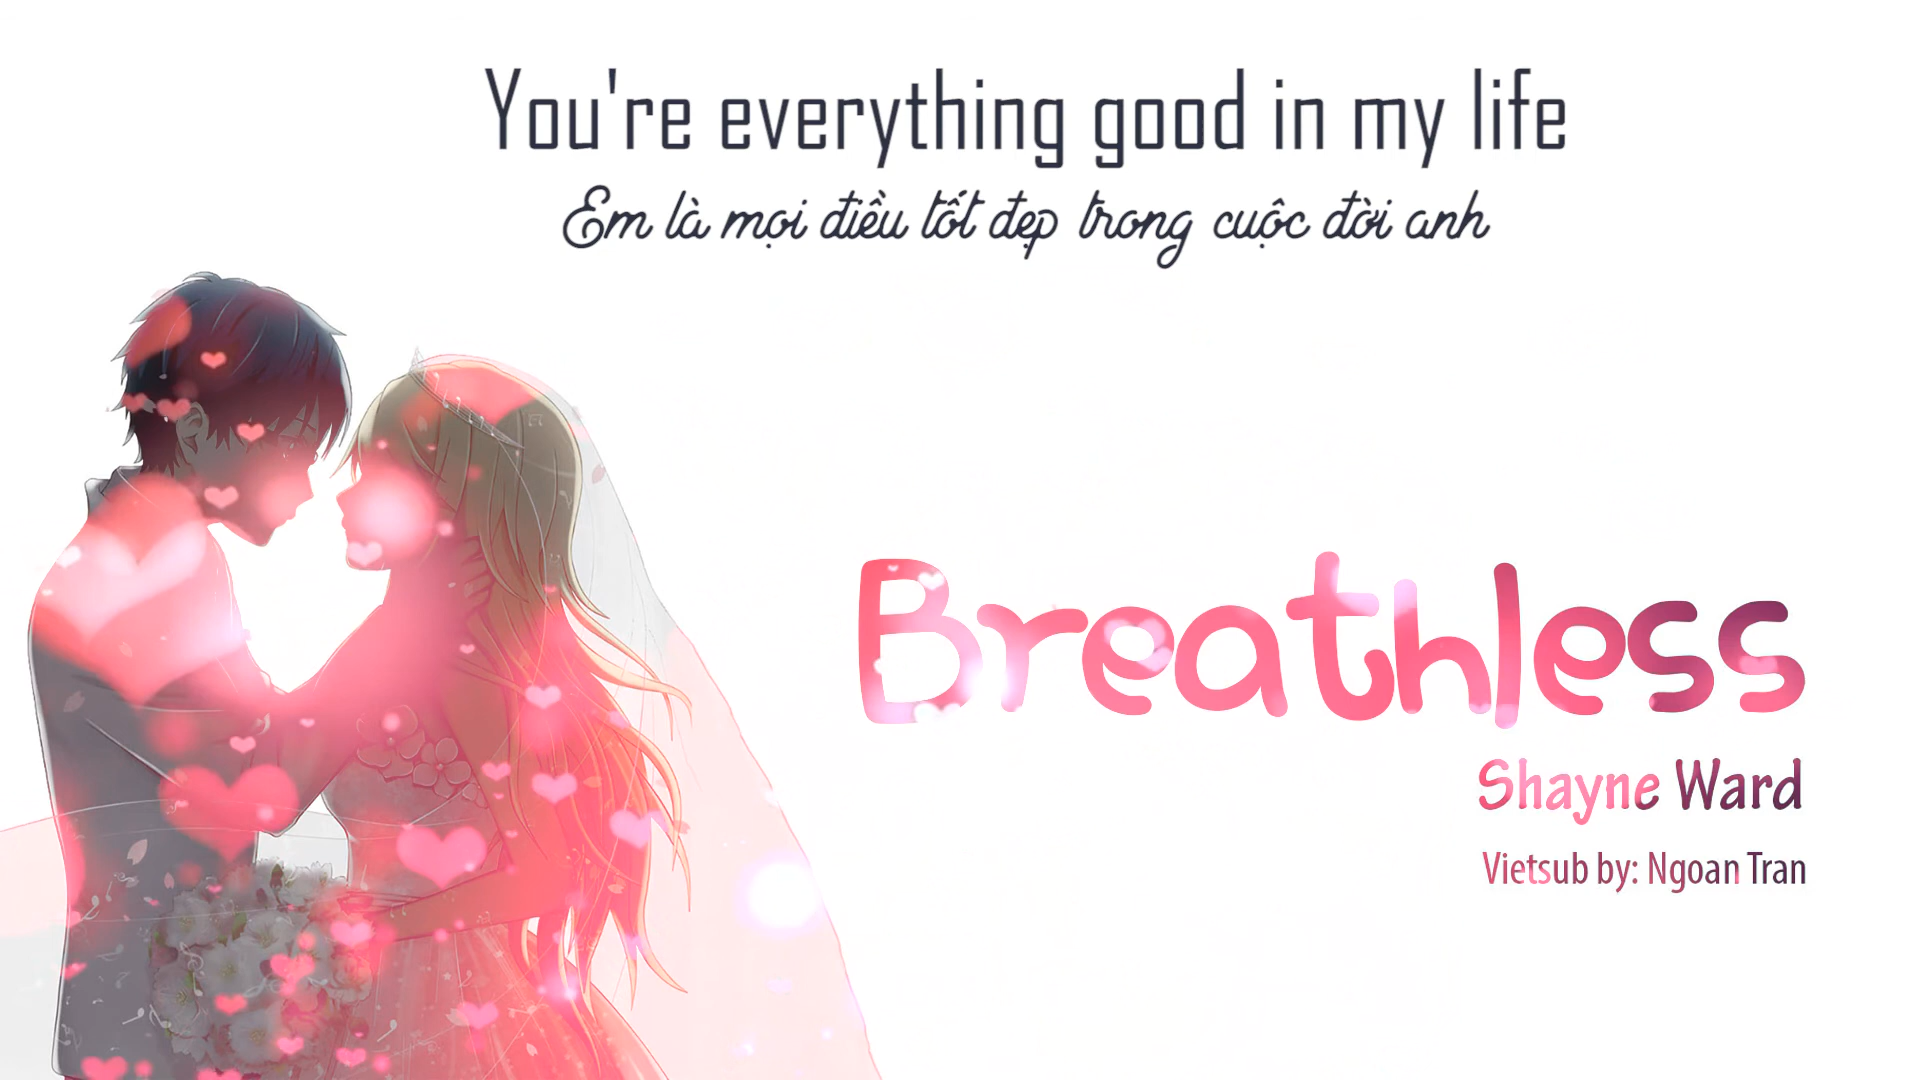 You're everything good in my life
Em là mọi điều tốt đẹp trong cuộc đời anh
Breathless
Shayne Ward
Vietsub by: Ngoan Tran